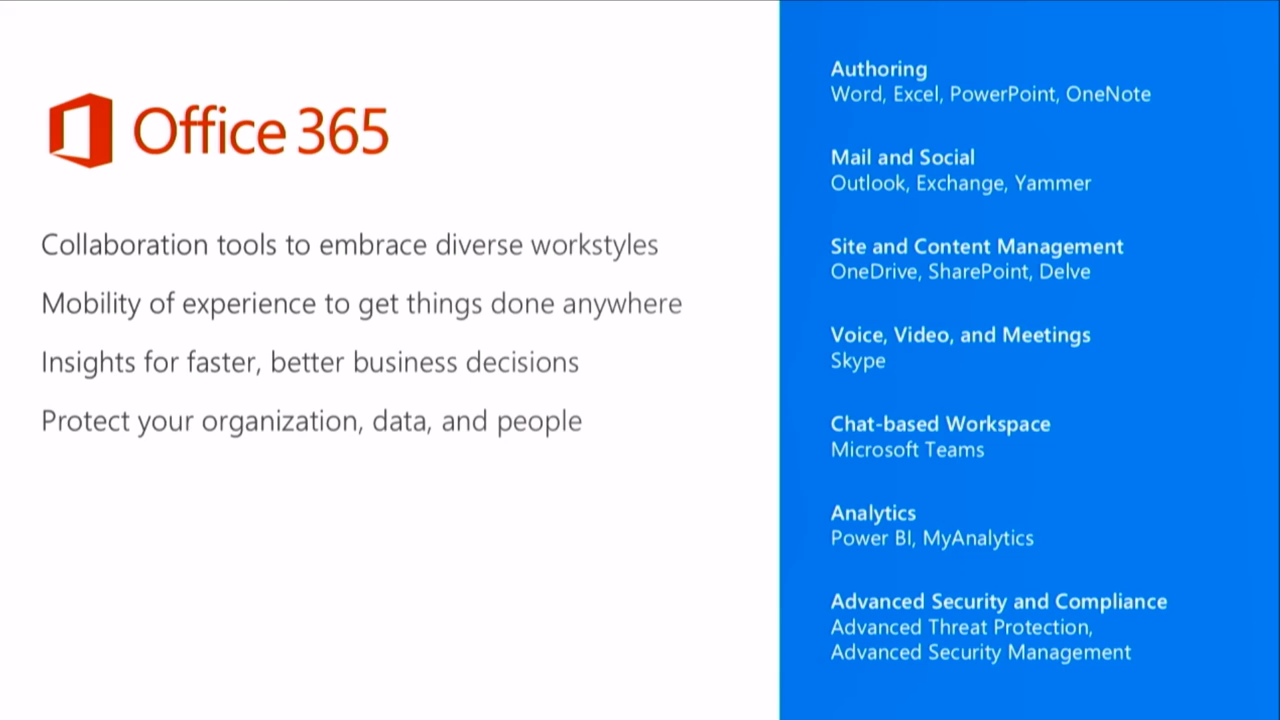 Office 365
Collaboration tools to embrace diverse workstyles
Mobility of experience to get things done anywhere
Insights for faster, better business decisions
Protect your organization, data, and people
Authoring
Word, Excel, PowerPoint, OneNote
Mail and Social
Outlook, Exchange, Yammer
Site and Content Management
OneDrive, SharePoint, Delve
Voice, Video, and Meetings
Skype
Chat-based Workspace
Microsoft Teams
Analytics
Power BI, MyAnalytics
Advanced Security and Compliance
Advanced Threat Protection,
Advanced Security Management